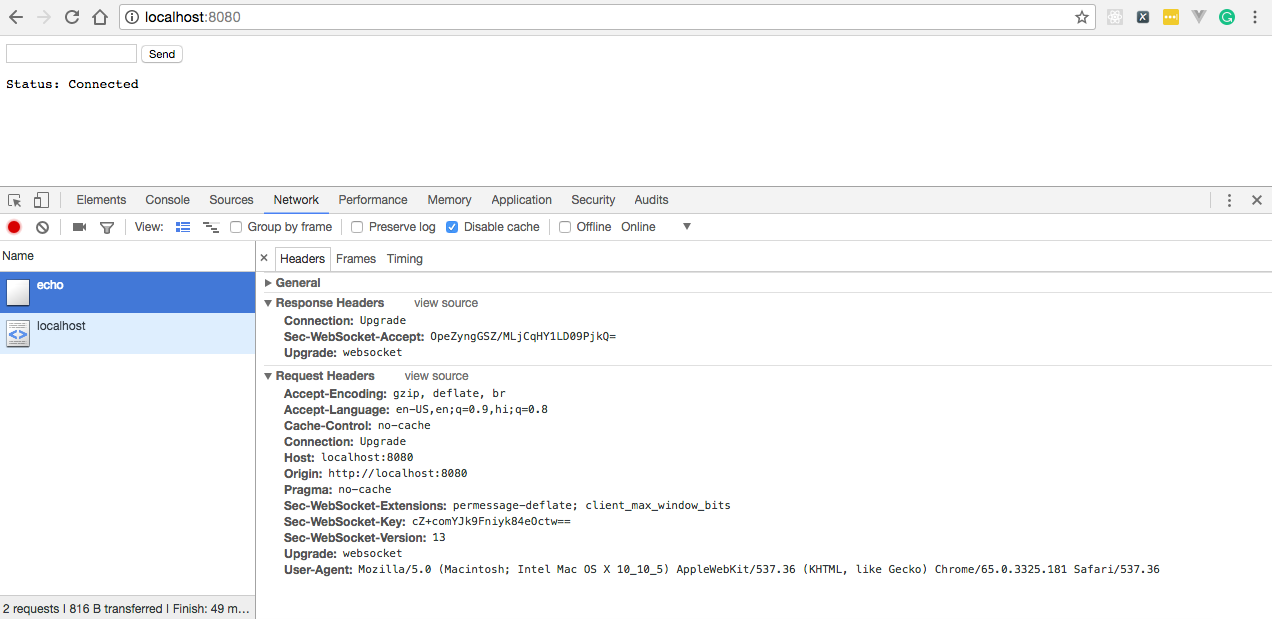 localhost:8080
Send
Status: Connected
Elements Console Sources Network Performance Memory Application Security Audits
View: Group by frame Preserve log Disable cache Offline Online
Name
Headers Frames Timing
echo
localhost
General
Response Headers view source
Connection: Upgrade
Sec-WebSocket-Accept: OpeZyngGSZ/MLjCqHY1LD09PjkQ=
Upgrade: websocket
Request Headers view source
Accept-Encoding: gzip, deflate, br
Accept-Language: en-US,en;q=0.9,hi;q=0.8
Cache-Control: no-cache
Connection: Upgrade
Host: localhost:8080
Origin: http://localhost:8080
Pragma: no-cache
Sec-WebSocket-Extensions: permessage-deflate; client_max_window_bits
Sec-WebSocket-Key: cZ+comYJk9Fniyk84eOctw==
Sec-WebSocket-Version: 13
Upgrade: websocket
User-Agent: Mozilla/5.0 (Macintosh; Intel Mac OS X 10_10_5) AppleWebKit/537.36 (KHTML, like Gecko) Chrome/65.0.3325.181 Safari/537.36
2 requests | 816 B transferred | Finish: 49 m…